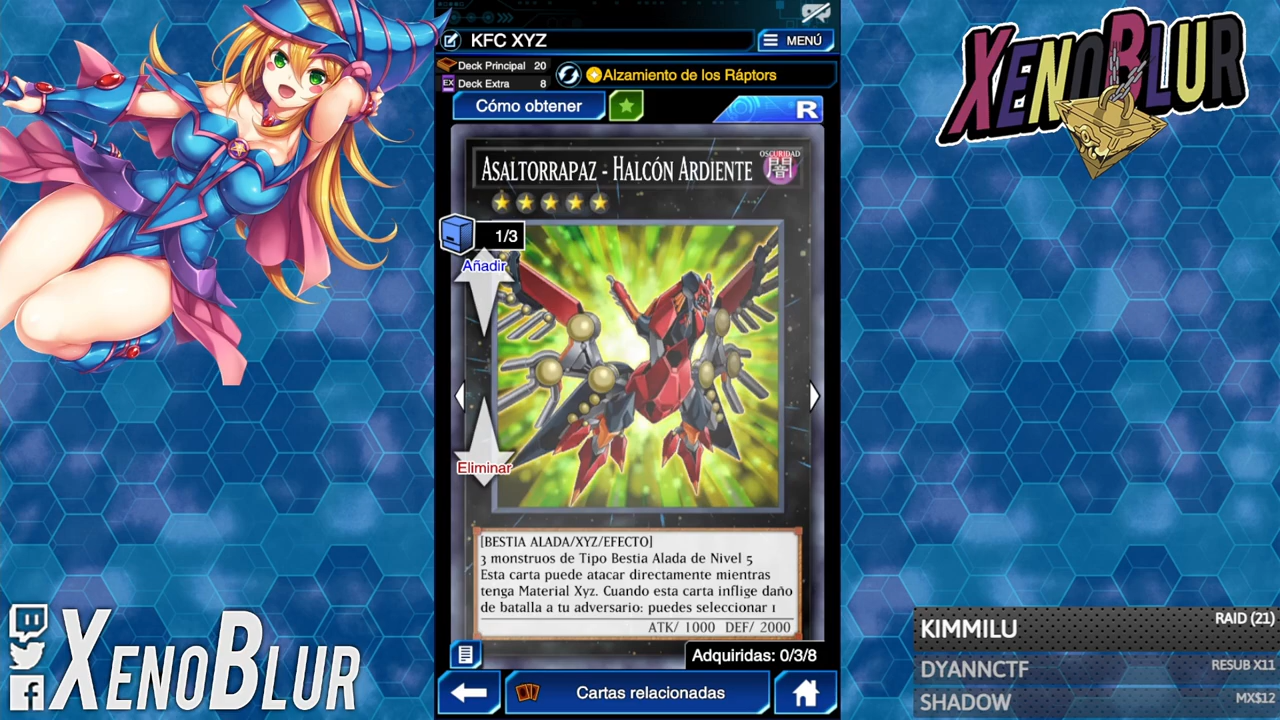 KFC XYZ
MENÚ
Deck Principal 20
EX Deck Extra 8
Alzamiento de los Ráptors
Cómo obtener
R
XENOBLUR
ASALTORRAPAZ - HALCÓN ARDIENTE
OSCURIDAD
闇
1/3
Añadir
Eliminar
[BESTIA ALADA/XYZ/EFECTO]
3 monstruos de Tipo Bestia Alada de Nivel 5
Esta carta puede atacar directamente mientras
tenga Material Xyz. Cuando esta carta inflige daño
de batalla a tu adversario: puedes seleccionar 1
ATK/ 1000 DEF/ 2000
Adquiridas: 0/3/8
Cartas relacionadas
XENOBLUR
KIMMILU RAID (21)
DYANNCTF RESUB X11
SHADOW MX$12